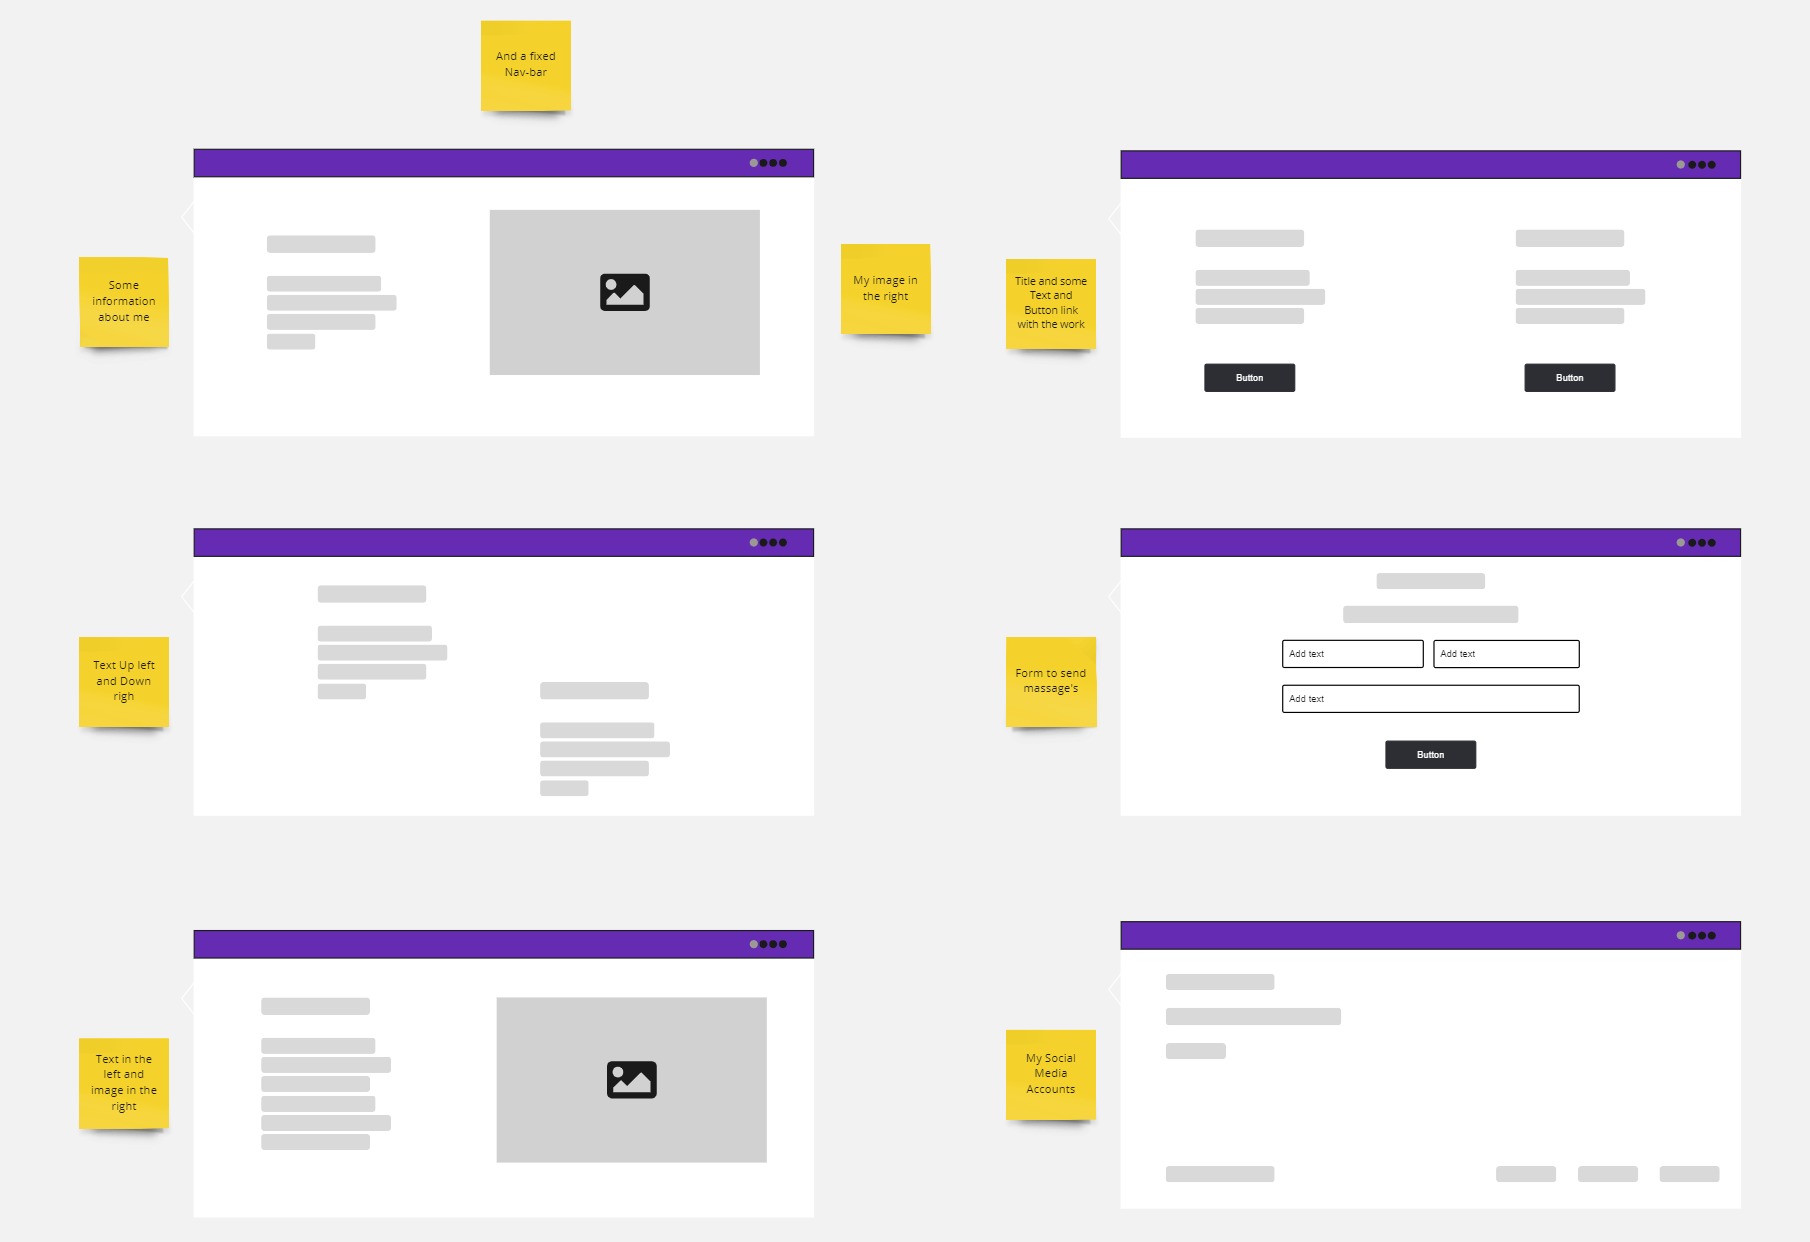 And a fixed
Nav-bar
Some
information
about me
My image in
the right
Title and some
Text and
Button link
with the work
Button
Button
Text Up left
and Down
righ
Form to send
massage's
Add text
Add text
Add text
Button
Text in the
left and
image in the
right
My Social
Media
Accounts